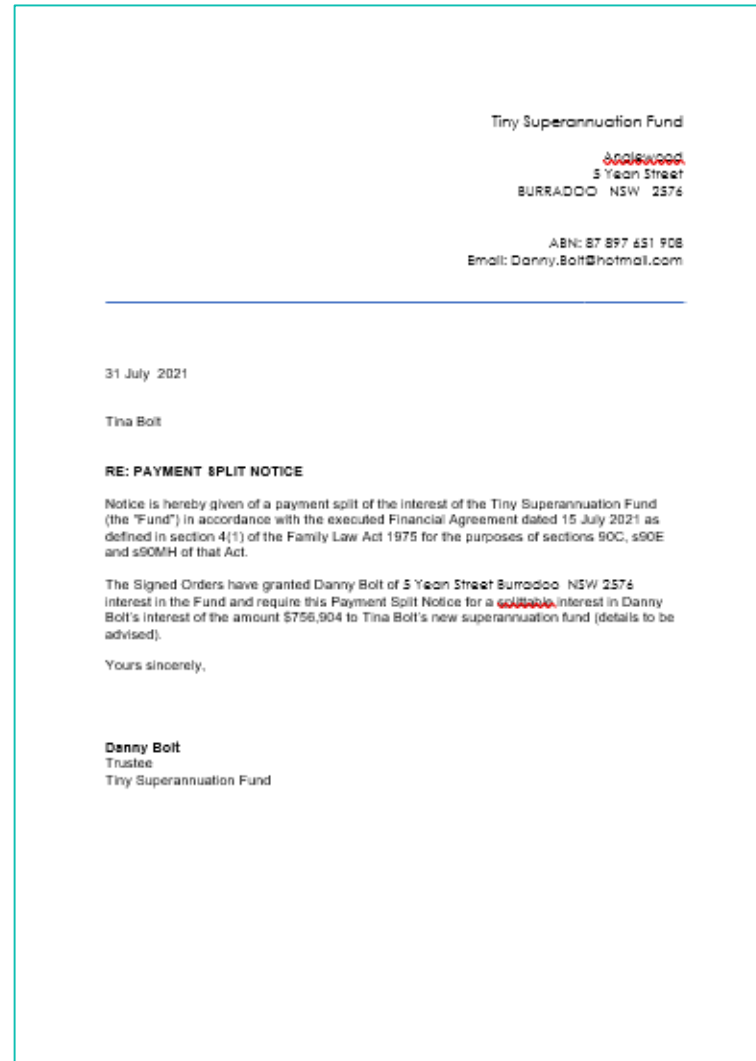 Tiny Superannuation Fund
Anglewood
5 Yean Street
BURRADOO NSW 2576
ABN: 87 897 651 908
Email: Danny.Bolt@hotmail.com
31 July 2021
Tina Bolt
RE: PAYMENT SPLIT NOTICE
Notice is hereby given of a payment split of the interest of the Tiny Superannuation Fund
(the "Fund") in accordance with the executed Financial Agreement dated 15 July 2021 as
defined in section 4(1) of the Family Law Act 1975 for the purposes of sections 90C, s90E
and s90MH of that Act.
The Signed Orders have granted Danny Bolt of 5 Yean Street Burradoo NSW 2576
interest in the Fund and require this Payment Split Notice for a splittable interest in Danny
Bolt's interest of the amount $756,904 to Tina Bolt's new superannuation fund (details to be
advised).
Yours sincerely,
Danny Bolt
Trustee
Tiny Superannuation Fund